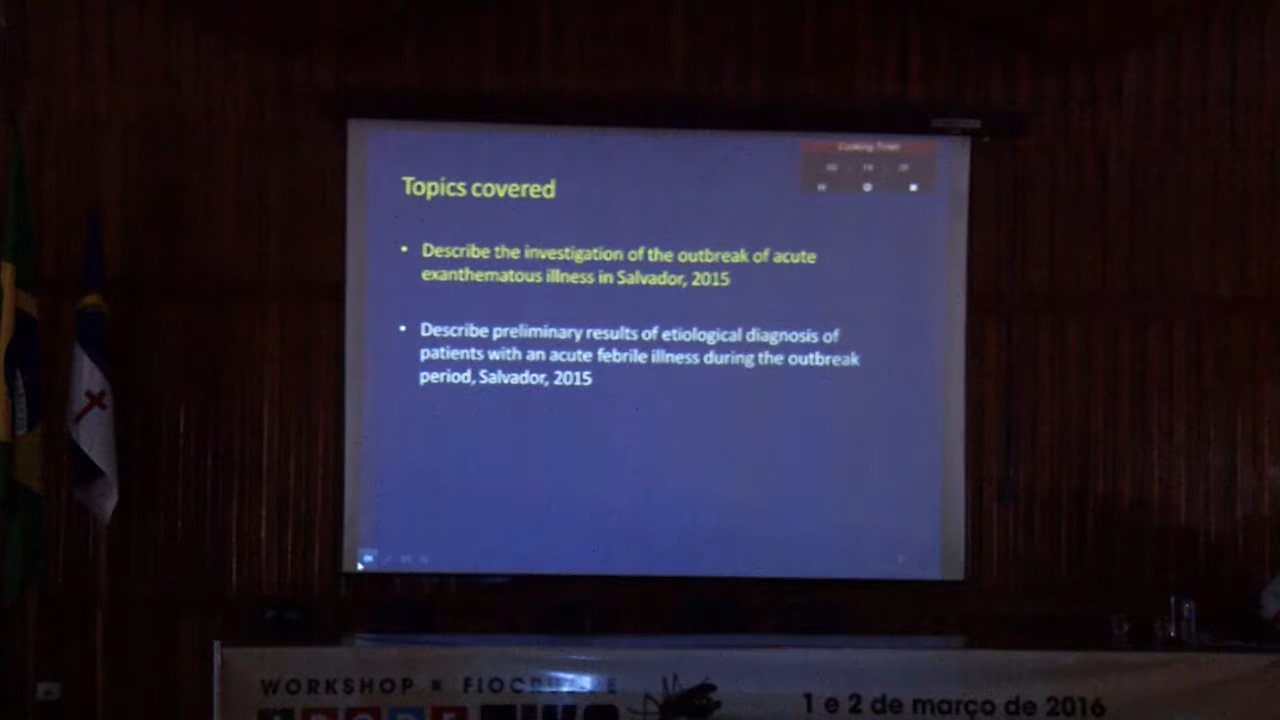 Cooking Timer
Topics covered
• Describe the investigation of the outbreak of acute
exanthematous illness in Salvador, 2015
• Describe preliminary results of etiological diagnosis of
patients with an acute febrile illness during the outbreak
period, Salvador, 2015
WORKSHOP
1 e 2 de março de 2016